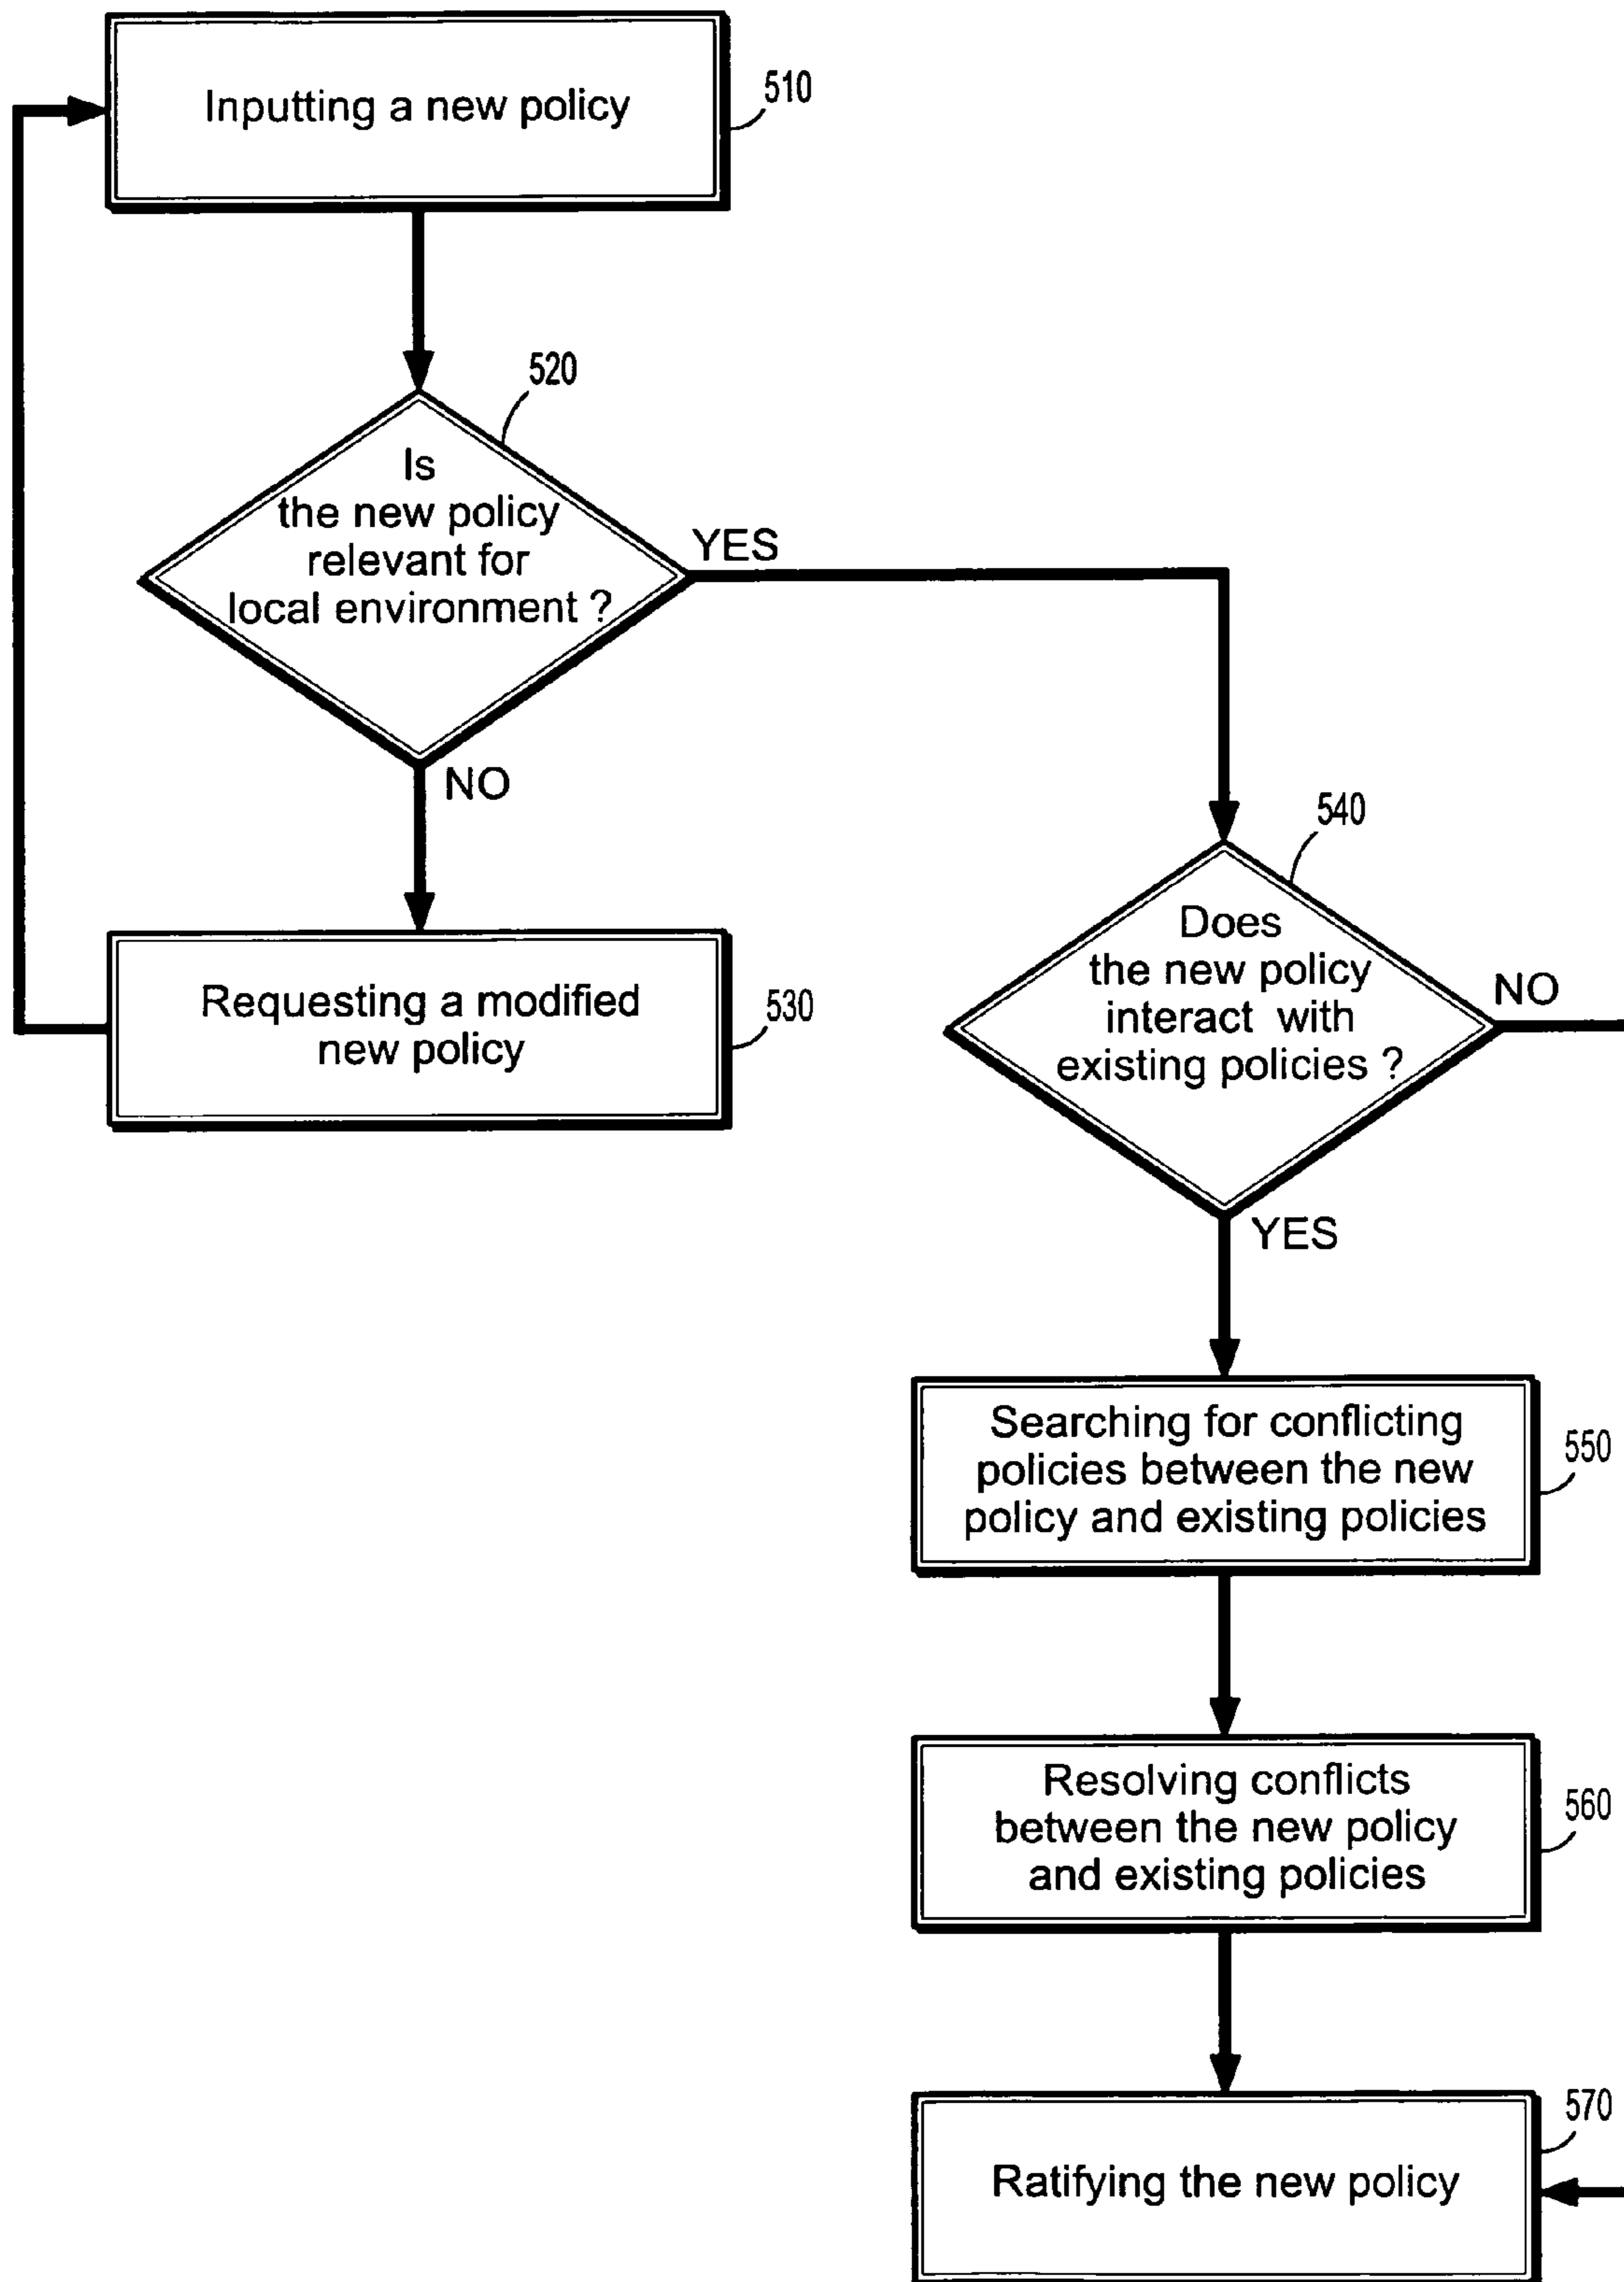 Inputting a new policy
510
520
Is
the new policy
relevant for
local environment ?
YES
NO
Requesting a modified
new policy
530
540
Does
the new policy
interact with
existing policies ?
NO
YES
Searching for conflicting
policies between the new
policy and existing policies
550
Resolving conflicts
between the new policy
and existing policies
560
Ratifying the new policy
570